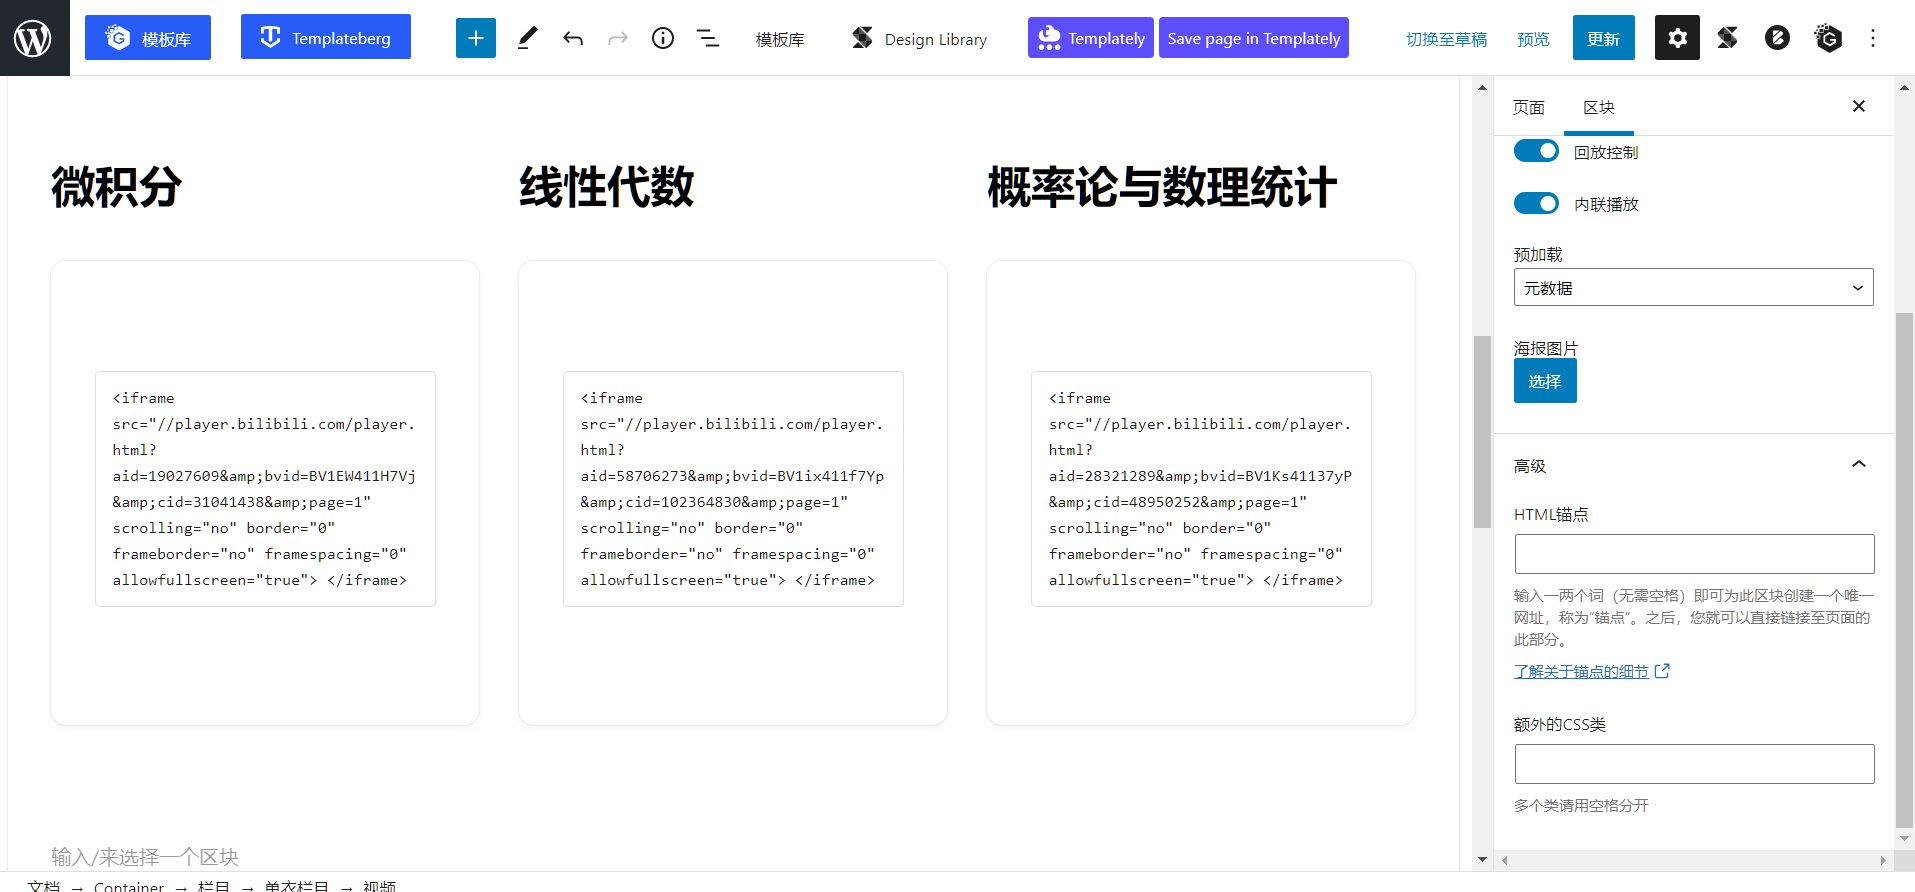 模板库
Templateberg
模板库
Design Library
Templately
Save page in Templately
切换至草稿
预览
更新
微积分
线性代数
概率论与数理统计
<iframe
src="//player.bilibili.com/player.
html?
aid=19027609&amp;bvid=BV1EW411H7Vj
&amp;cid=31041438&amp;page=1"
scrolling="no" border="0"
frameborder="no" framespacing="0"
allowfullscreen="true"> </iframe>
<iframe
src="//player.bilibili.com/player.
html?
aid=58706273&amp;bvid=BV1ix411f7Yp
&amp;cid=102364830&amp;page=1"
scrolling="no" border="0"
frameborder="no" framespacing="0"
allowfullscreen="true"> </iframe>
<iframe
src="//player.bilibili.com/player.
html?
aid=28321289&amp;bvid=BV1Ks41137yP
&amp;cid=48950252&amp;page=1"
scrolling="no" border="0"
frameborder="no" framespacing="0"
allowfullscreen="true"> </iframe>
输入/来选择一个区块
页面
区块
回放控制
内联播放
预加载
元数据
海报图片
选择
高级
HTML锚点
输入一两个词（无需空格）即可为此区块创建一个唯一
网址，称为“锚点”。之后，您就可以直接链接至页面的
此部分。
了解关于锚点的细节
额外的CSS类
多个类请用空格分开
文档 → Container → 栏目 → 单衣栏目 → 视频